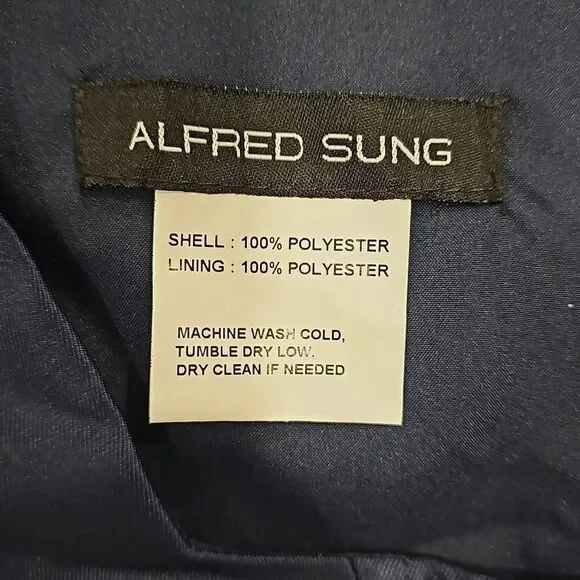 ALFRED SUNG
SHELL : 100% POLYESTER
LINING : 100% POLYESTER
MACHINE WASH COLD,
TUMBLE DRY LOW.
DRY CLEAN IF NEEDED